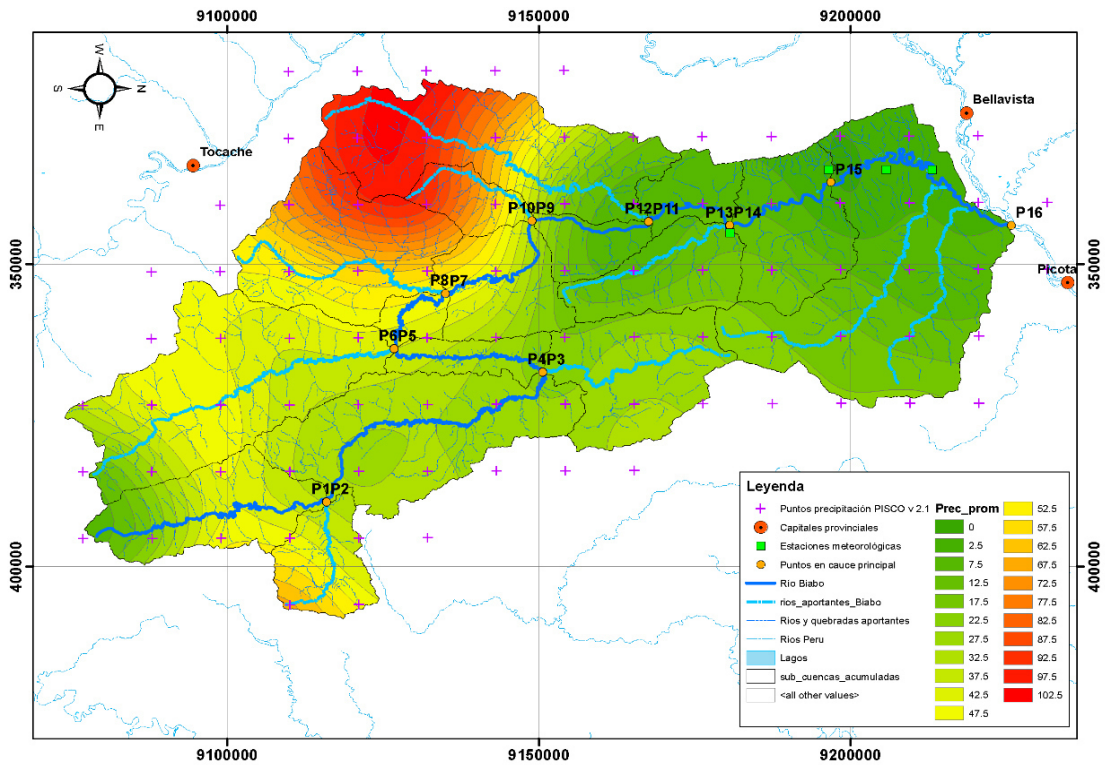 9100000
9150000
9200000
W
S
N
E
Bellavista
Tocache
P15
P10P9
P12P11
P13P14
P16
350000
350000
Picota
P8P7
P6P5
P4P3
P1P2
400000
400000
Leyenda
Puntos precipitación PISCO v 2.1
Capitales provinciales
Estaciones meteorológicas
Puntos en cauce principal
Rio Biabo
rios_aportantes_Biabo
Rios y quebradas aportantes
Rios Peru
Lagos
sub_cuencas_acumuladas
<all other values>
Prec_prom
0
2.5
7.5
12.5
17.5
22.5
27.5
32.5
37.5
42.5
47.5
52.5
57.5
62.5
67.5
72.5
77.5
82.5
87.5
92.5
97.5
102.5
9100000
9150000
9200000